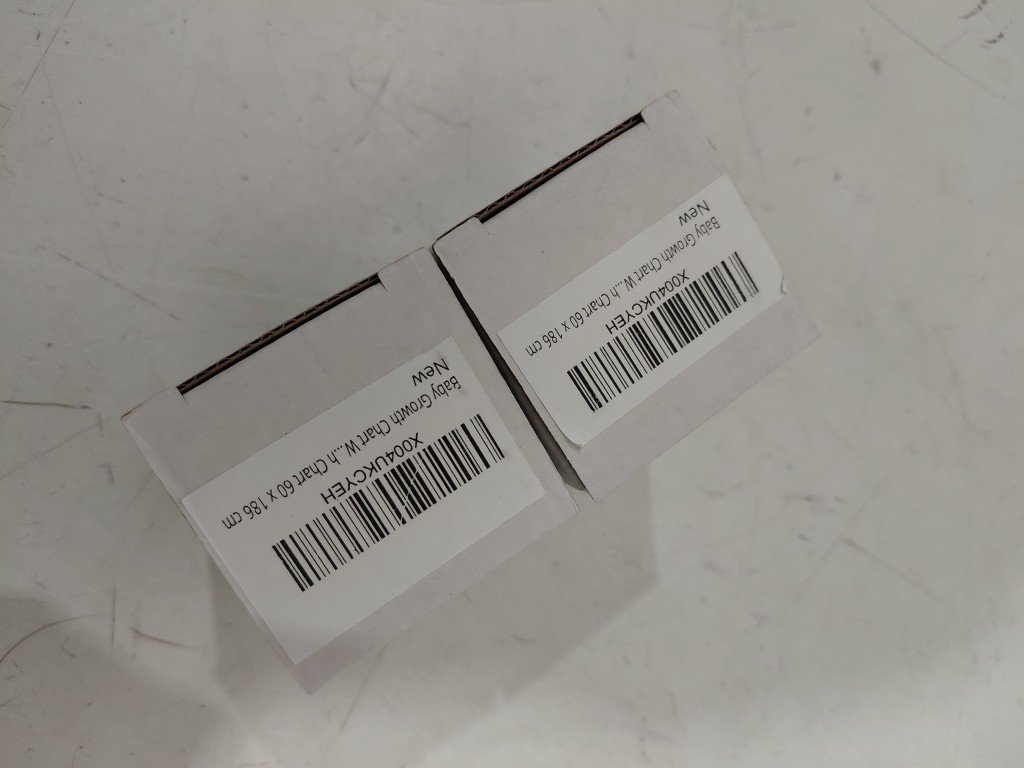 X004UKCYEH
Baby Growth Chart W...h Chart 60 x 186 cm
New
X004UKCYEH
Baby Growth Chart W...h Chart 60 x 186 cm
New